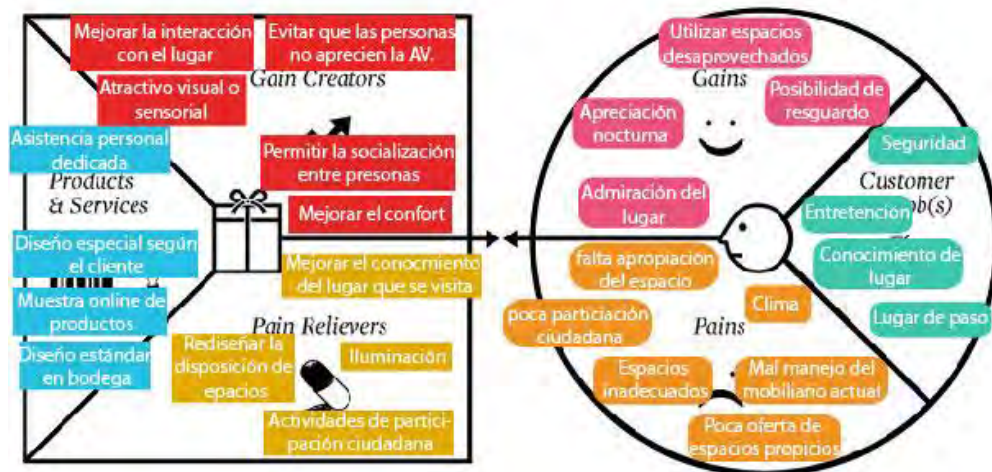 Mejorar la interacción
con el lugar
Evitar que las personas
no aprecien la AV.
Gain Creators
Atractivo visual o
sensorial
Permitir la socialización
entre presonas
Mejorar el confort
Asistencia personal
dedicada
Products
& Services
Diseño especial según
el cliente
Muestra online de
productos
Diseño estándar
en bodega
Mejorar el conocmiento
del lugar que se visita
Pain Relievers
Rediseñar la
disposición de
epacios
Iluminación
Actividades de partici-
pación ciudadana
Utilizar espacios
desaprovechados
Gains
Posibilidad de
resguardo
Apreciación
nocturna
Admiración del
lugar
Seguridad
Customer
ob(s)
Entretención
Conocimiento de
lugar
Lugar de paso
falta apropiación
del espacio
Clima
poca particiación
ciudadana
Pains
Espacios
inadecuados
Mal manejo del
mobiliano actual
Poca oferta de
espacios propicios